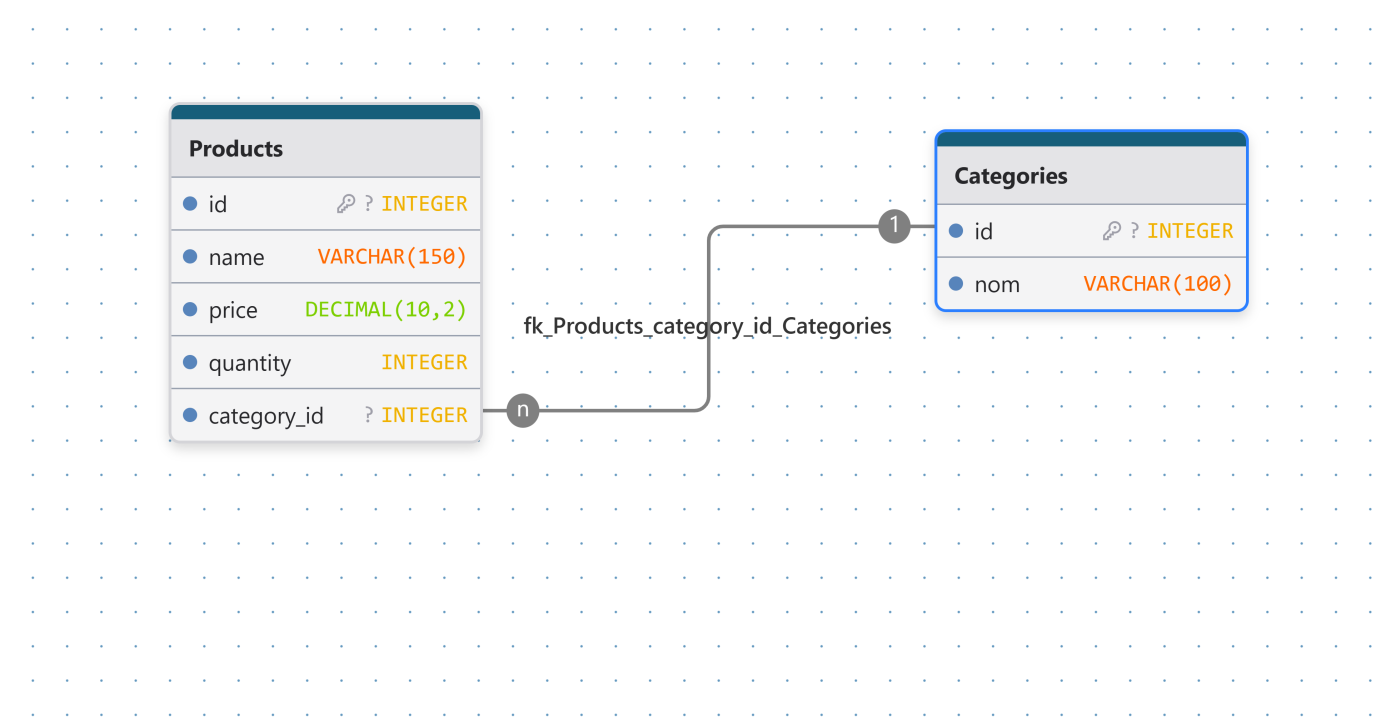 Products
id ? INTEGER
name VARCHAR(150)
price DECIMAL(10,2)
quantity INTEGER
category_id ? INTEGER
n
fk_Products_category_id_Categories
1
Categories
id ? INTEGER
nom VARCHAR(100)